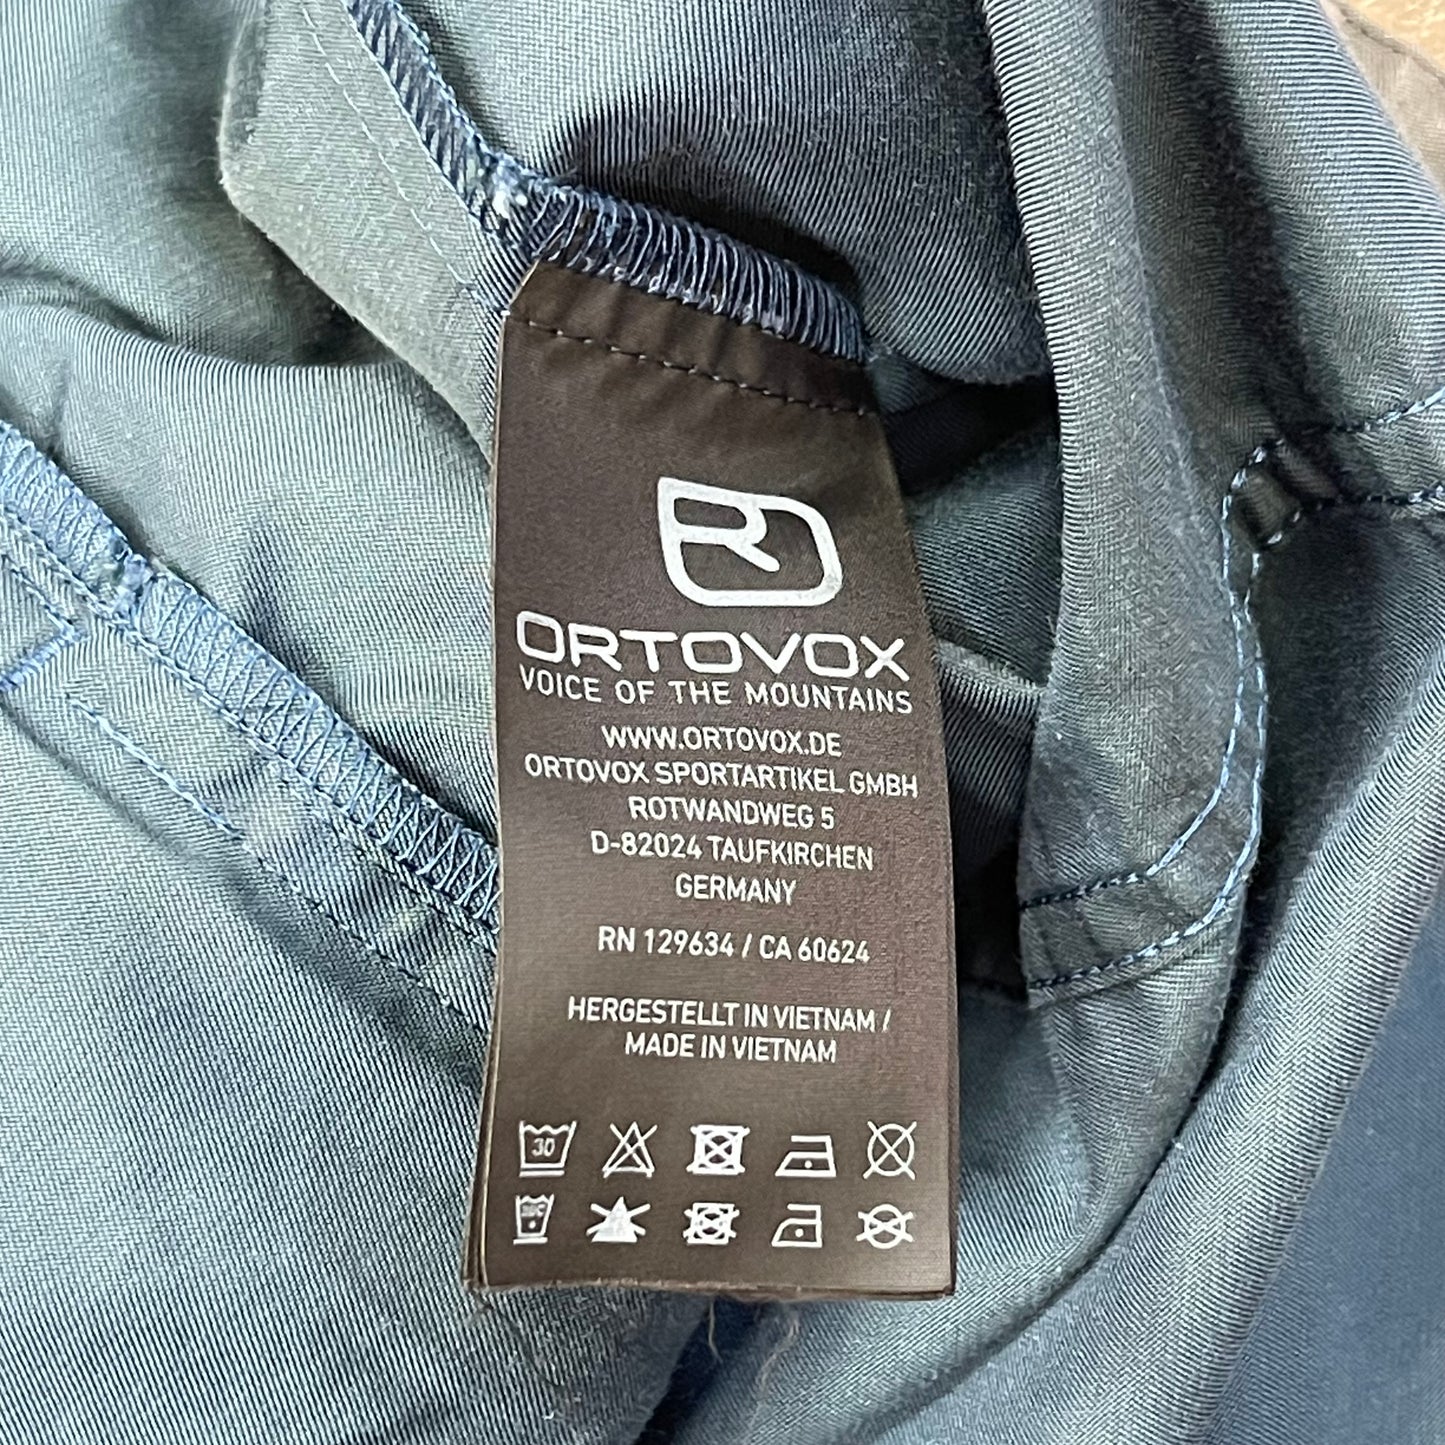 ORTOVOX
VOICE OF THE MOUNTAINS
WWW.ORTOVOX.DE
ORTOVOX SPORTARTIKEL GMBH
ROTWANDWEG 5
D-82024 TAUFKIRCHEN
GERMANY
RN 129634 / CA 60624
HERGESTELLT IN VIETNAM /
MADE IN VIETNAM
30